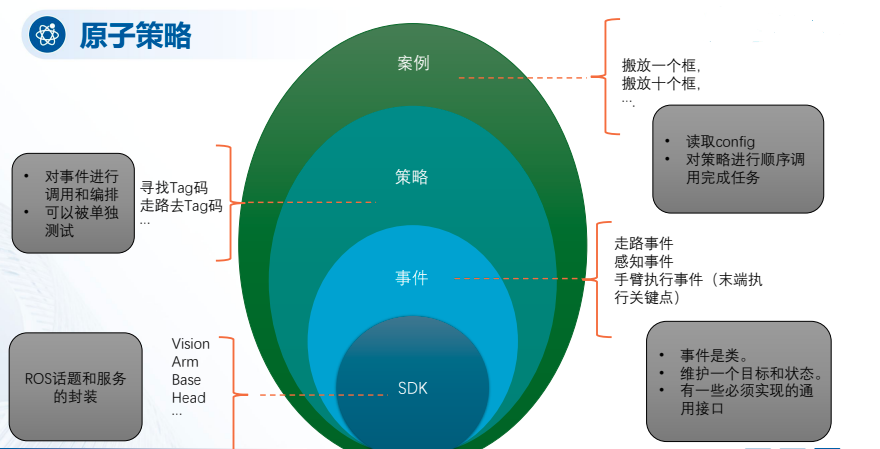 原子策略
案例
搬放一个框,
搬放十个框,
….
• 读取config
• 对策略进行顺序调
用完成任务
策略
寻找Tag码
走路去Tag码
…
• 对事件进行
调用和编排
• 可以被单独
测试
事件
走路事件
感知事件
手臂执行事件（末端执
行关键点）
• 事件是类。
• 维护一个目标和状态。
• 有一些必须实现的通
用接口
SDK
Vision
Arm
Base
Head
…
ROS话题和服务
的封装